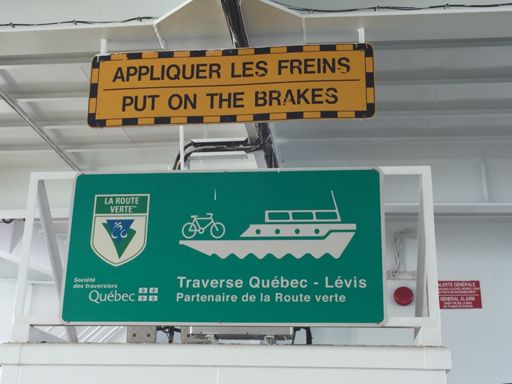 APPLIQUER LES FREINS
PUT ON THE BRAKES
LA ROUTE
VERTE
Société
des traversiers
Québec
Traverse Québec - Lévis
Partenaire de la Route verte
ALERTE GÉNÉRALE
GENERAL ALARM